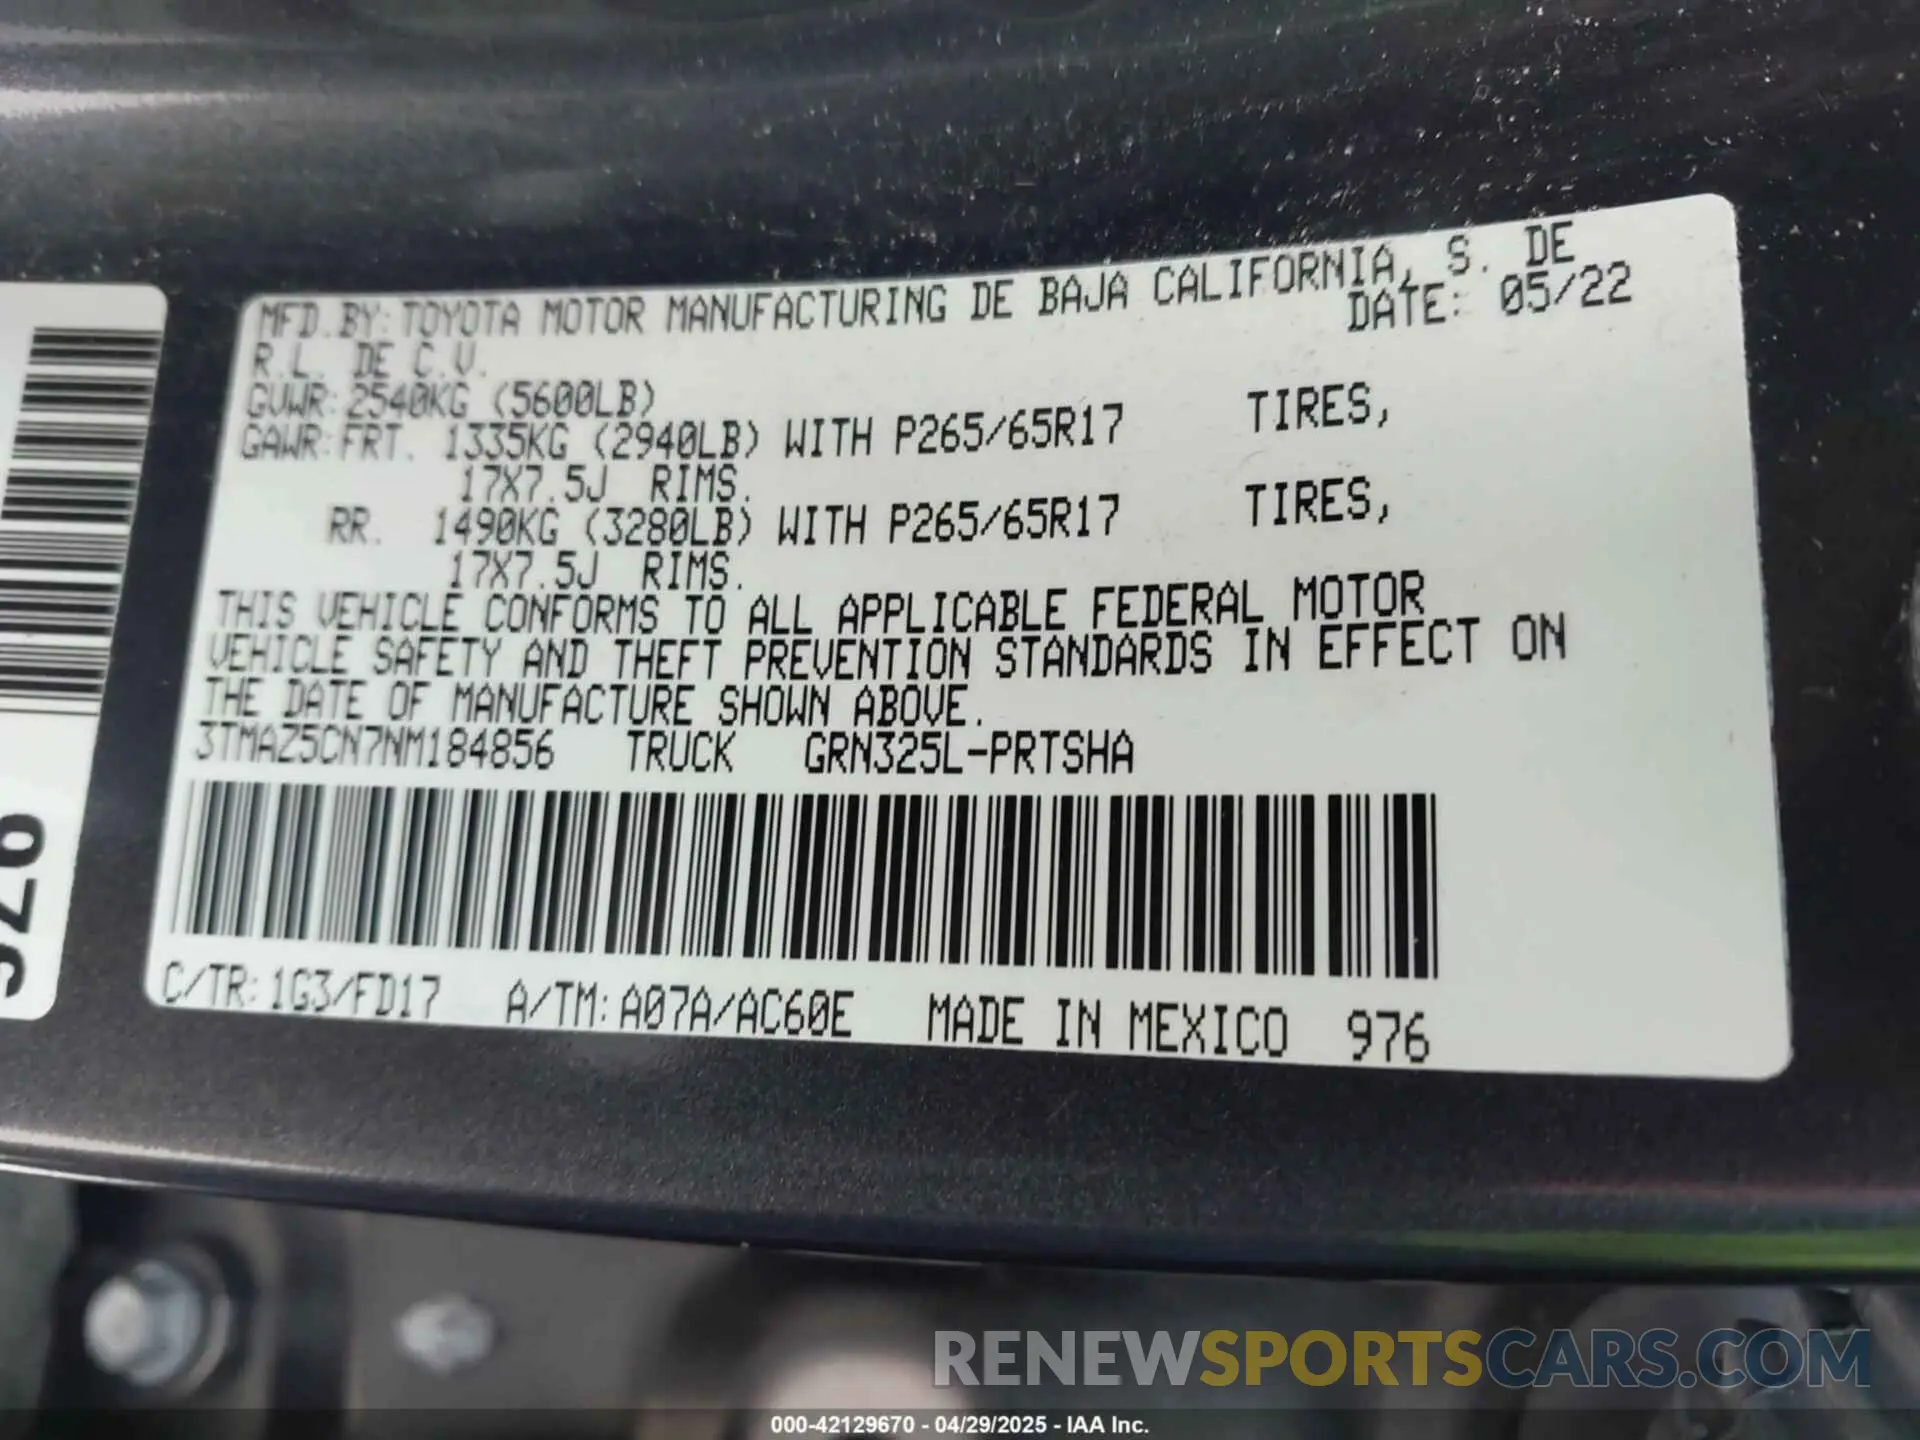 MFD.BY:TOYOTA MOTOR MANUFACTURING DE BAJA CALIFORNIA, S. DE
R.L. DE C.V. DATE: 05/22
GVWR:2540KG (5600LB)
GAWR:FRT. 1335KG (2940LB) WITH P265/65R17 TIRES,
17X7.5J RIMS.
RR. 1490KG (3280LB) WITH P265/65R17 TIRES,
17X7.5J RIMS.
THIS VEHICLE CONFORMS TO ALL APPLICABLE FEDERAL MOTOR
VEHICLE SAFETY AND THEFT PREVENTION STANDARDS IN EFFECT ON
THE DATE OF MANUFACTURE SHOWN ABOVE.
3TMAZ5CN7NM184856 TRUCK GRN325L-PRTSHA
C/TR:1G3/FD17 A/TM:A07A/AC60E MADE IN MEXICO 976
976
RENEWSPORTSCARS.COM
000-42129670 - 04/29/2025 - IAA Inc.